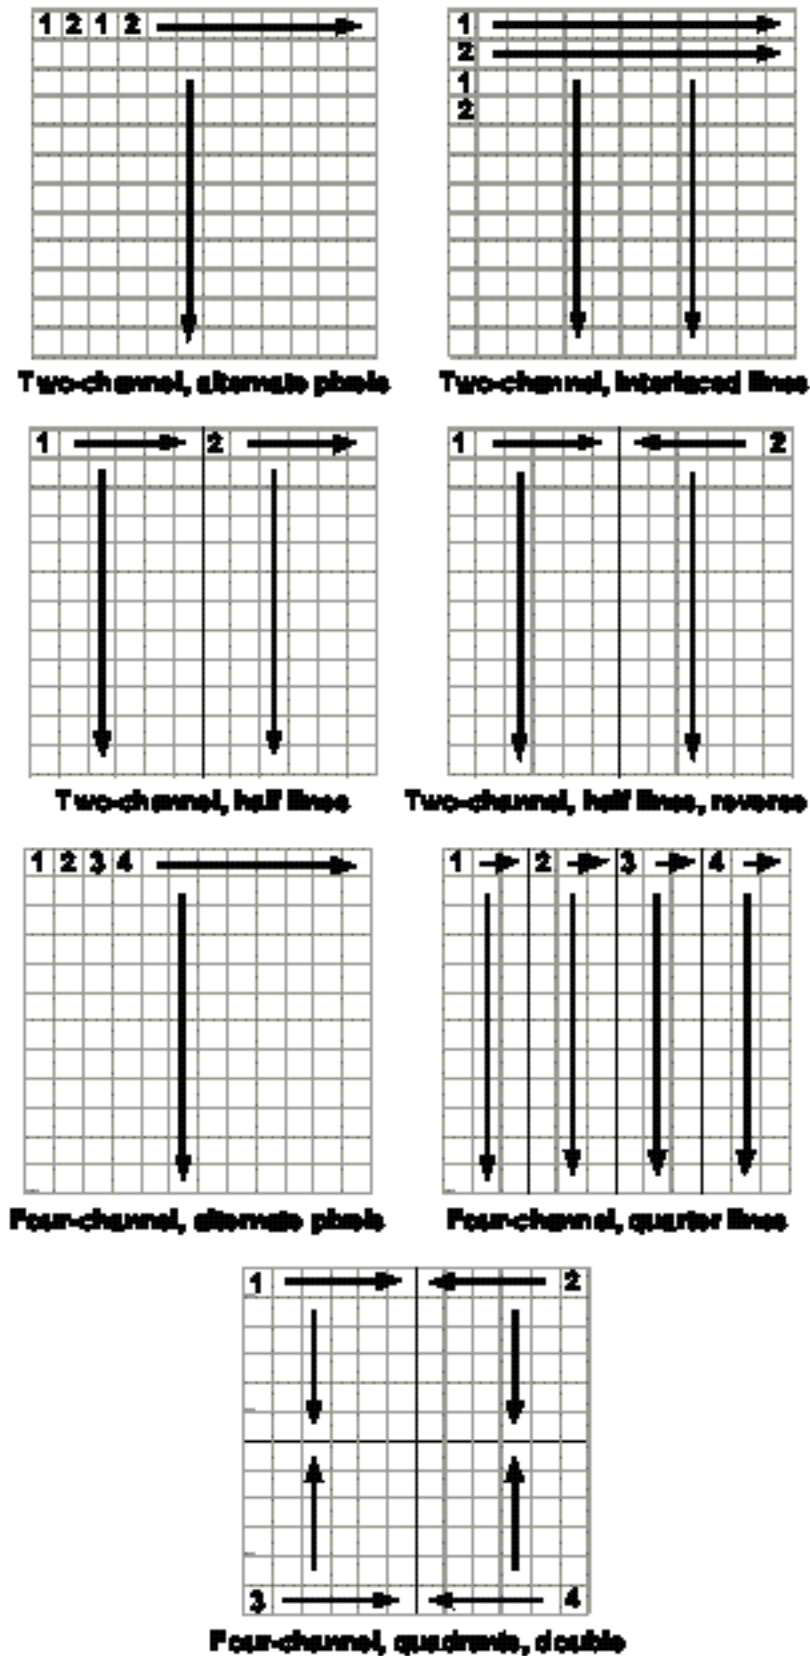 1 2 1 2
1
2
1
2
Two-channel, alternate pixels
Two-channel, interlaced lines
1 2
1 2
Two-channel, half lines
Two-channel, half lines, reverse
1 2 3 4
1 2 3 4
Four-channel, alternate pixels
Four-channel, quarter lines
1 2
3 4
Four-channel, quadrants, double